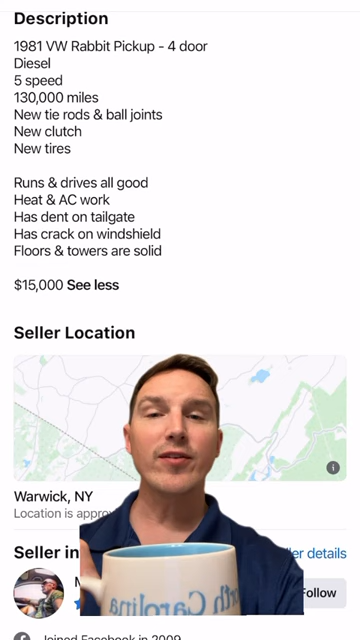 Description
1981 VW Rabbit Pickup - 4 door
Diesel
5 speed
130,000 miles
New tie rods & ball joints
New clutch
New tires
Runs & drives all good
Heat & AC work
Has dent on tailgate
Has crack on windshield
Floors & towers are solid
$15,000 See less
Seller Location
Warwick, NY
Location is
Seller
details
Follow
Joined Facebook in 2009
North Carolina